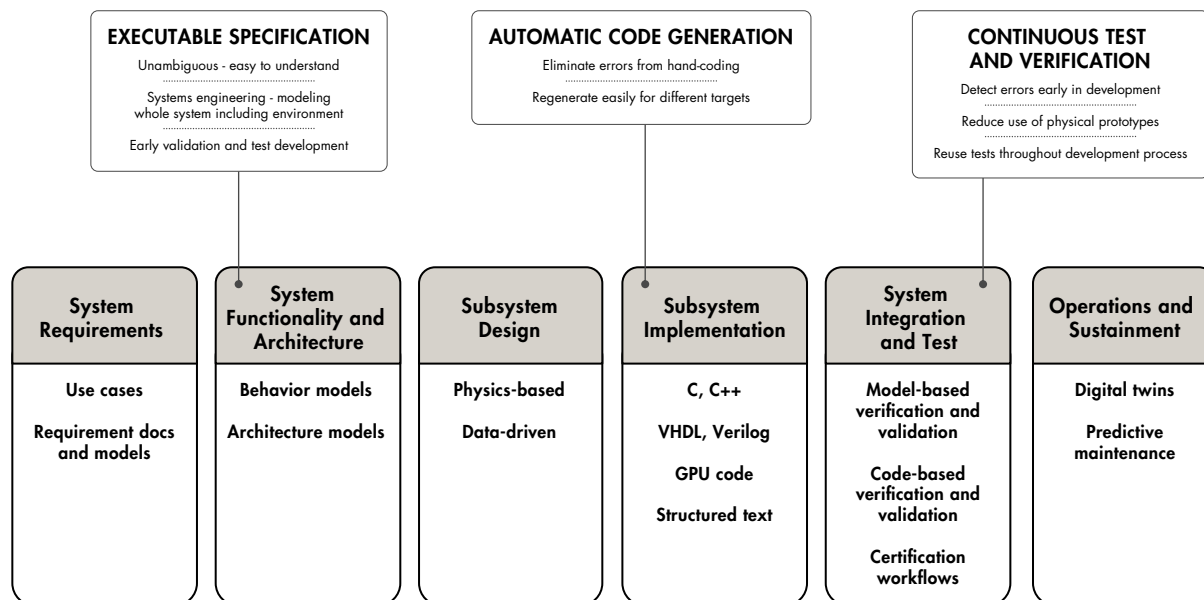 EXECUTABLE SPECIFICATION
Unambiguous - easy to understand
Systems engineering - modeling
whole system including environment
Early validation and test development
AUTOMATIC CODE GENERATION
Eliminate errors from hand-coding
Regenerate easily for different targets
CONTINUOUS TEST
AND VERIFICATION
Detect errors early in development
Reduce use of physical prototypes
Reuse tests throughout development process
System
Requirements
Use cases
Requirement docs
and models
System
Functionality and
Architecture
Behavior models
Architecture models
Subsystem
Design
Physics-based
Data-driven
Subsystem
Implementation
C, C++
VHDL, Verilog
GPU code
Structured text
System
Integration
and Test
Model-based
verification and
validation
Code-based
verification and
validation
Certification
workflows
Operations and
Sustainment
Digital twins
Predictive
maintenance